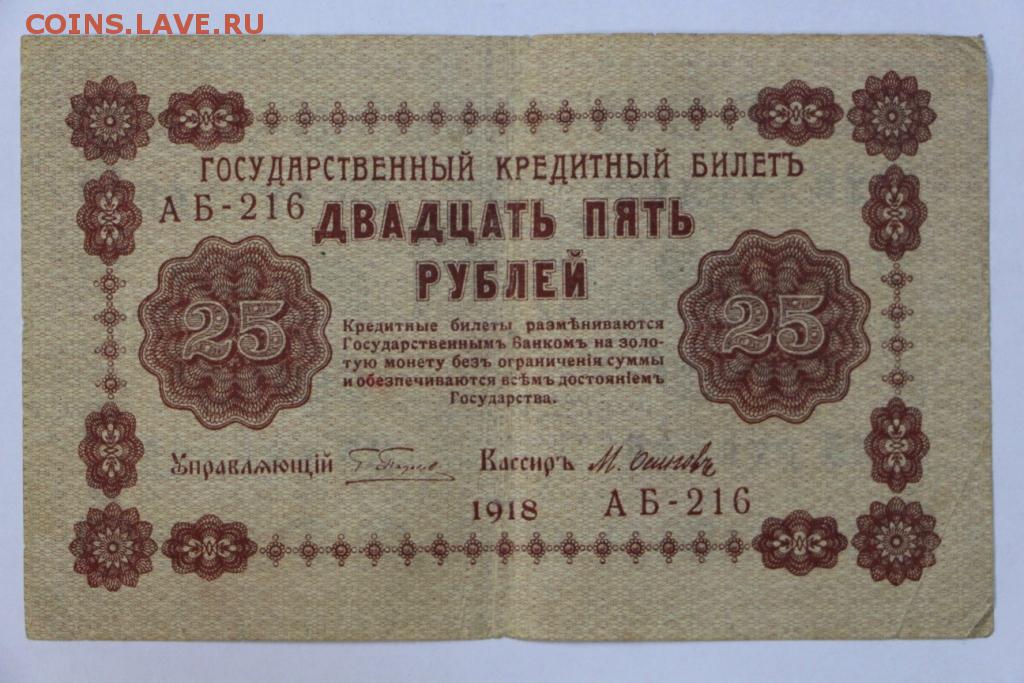 COINS.LAVE.RU
ГОСУДАРСТВЕННЫЙ КРЕДИТНЫЙ БИЛЕТЪ
АБ-216
ДВАДЦАТЬ ПЯТЬ
РУБЛЕЙ
25
25
Кредитные билеты размѣниваются
Государственнымъ Банкомъ на золо-
тую монету безъ ограниченія суммы
и обезпечиваются всѣмъ достояніемъ
Государства.
Управляющій
Кассиръ М. Осиповъ
1918
АБ-216